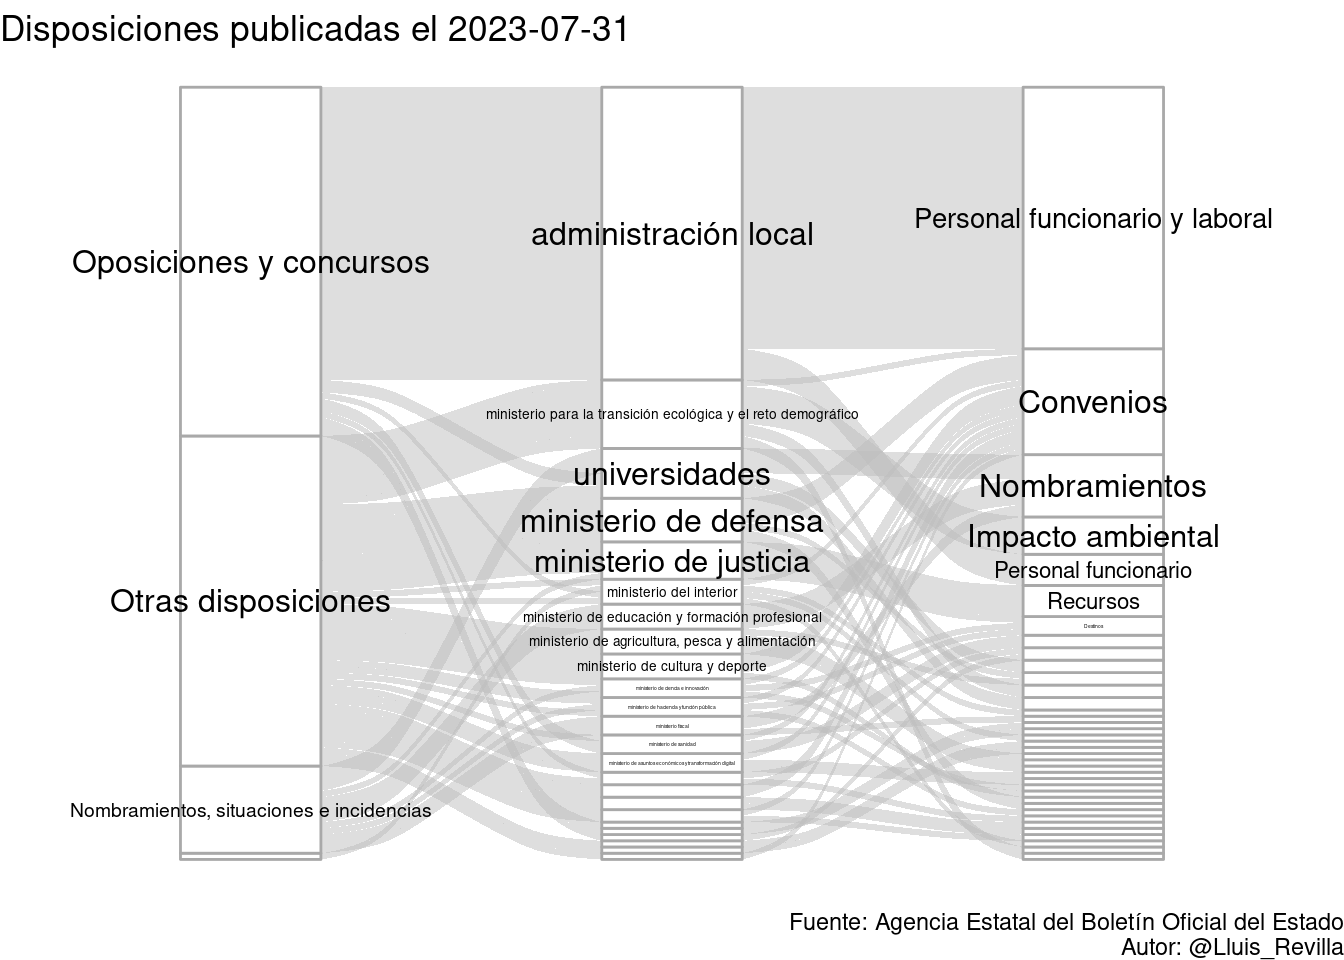 Disposiciones publicadas el 2023-07-31
Oposiciones y concursos
Otras disposiciones
Nombramientos, situaciones e incidencias
administración local
ministerio para la transición ecológica y el reto demográfico
universidades
ministerio de defensa
ministerio de justicia
ministerio del interior
ministerio de educación y formación profesional
ministerio de agricultura, pesca y alimentación
ministerio de cultura y deporte
ministerio de ciencia e innovación
ministerio de hacienda y función pública
ministerio fiscal
ministerio de sanidad
ministerio de asuntos económicos y transformación digital
Personal funcionario y laboral
Convenios
Nombramientos
Impacto ambiental
Personal funcionario
Recursos
Destinos
Fuente: Agencia Estatal del Boletín Oficial del Estado
Autor: @Lluis_Revilla